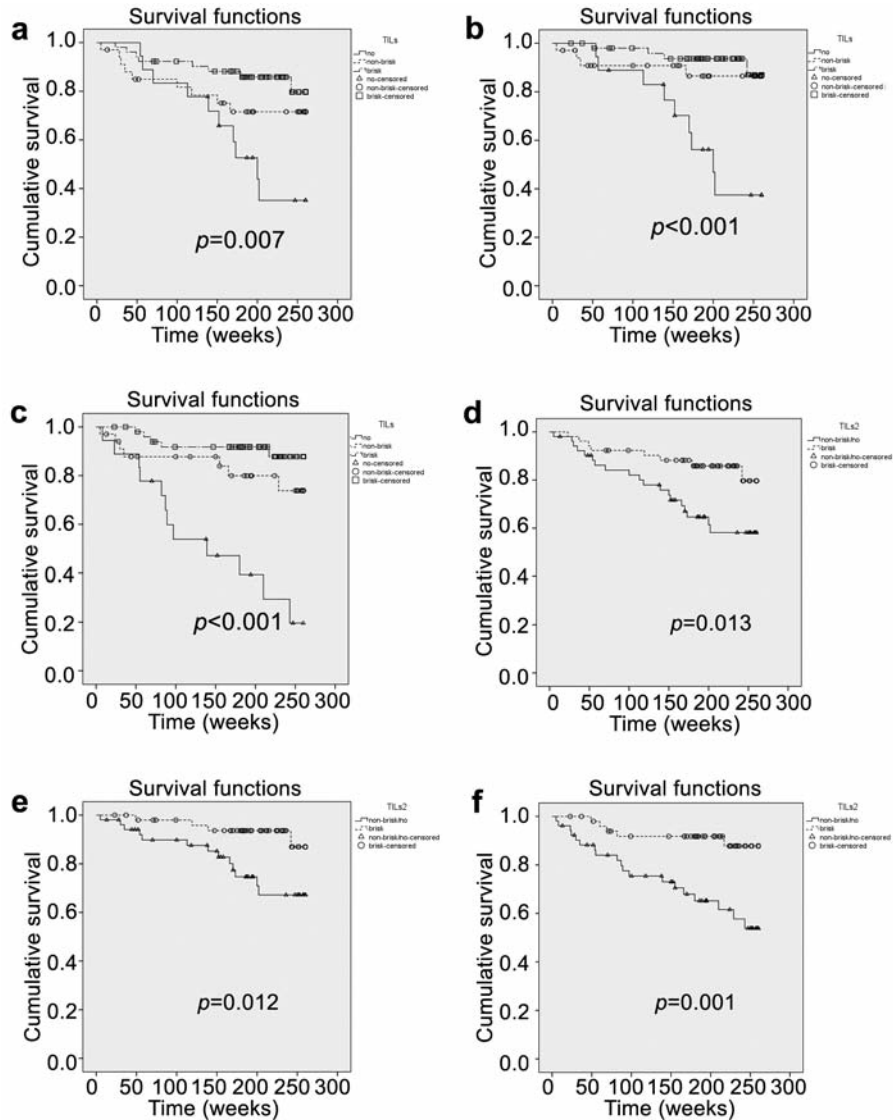 a
Survival functions
TILs
no
non-brisk
brisk
no-censored
non-brisk-censored
brisk-censored
1.0
0.8
0.6
0.4
0.2
0.0
Cumulative survival
p=0.007
0 50 100 150 200 250 300
Time (weeks)
b
Survival functions
TILs
no
non-brisk
brisk
no-censored
non-brisk-censored
brisk-censored
1.0
0.8
0.6
0.4
0.2
0.0
Cumulative survival
p<0.001
0 50 100 150 200 250 300
Time (weeks)
c
Survival functions
TILs
no
non-brisk
brisk
no-censored
non-brisk-censored
brisk-censored
1.0
0.8
0.6
0.4
0.2
0.0
Cumulative survival
p<0.001
0 50 100 150 200 250 300
Time (weeks)
d
Survival functions
TILs2
non-brisk/no
brisk
non-brisk/no-censored
brisk-censored
1.0
0.8
0.6
0.4
0.2
0.0
Cumulative survival
p=0.013
0 50 100 150 200 250 300
Time (weeks)
e
Survival functions
TILs2
non-brisk/no
brisk
non-brisk/no-censored
brisk-censored
1.0
0.8
0.6
0.4
0.2
0.0
Cumulative survival
p=0.012
0 50 100 150 200 250 300
Time (weeks)
f
Survival functions
TILs2
non-brisk/no
brisk
non-brisk/no-censored
brisk-censored
1.0
0.8
0.6
0.4
0.2
0.0
Cumulative survival
p=0.001
0 50 100 150 200 250 300
Time (weeks)